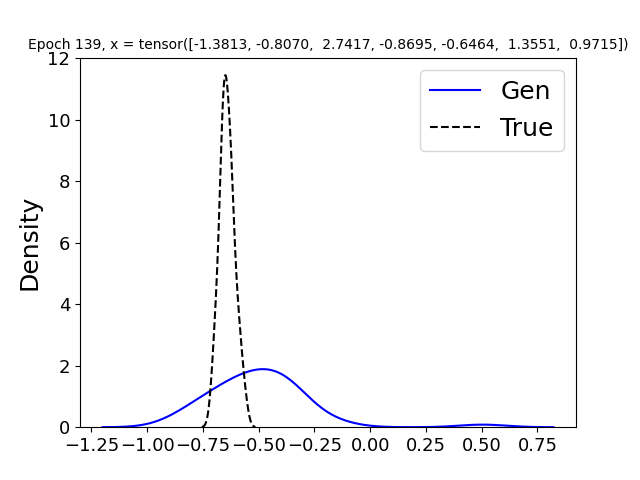 Epoch 139, x = tensor([-1.3813, -0.8070,  2.7417, -0.8695, -0.6464,  1.3551,  0.9715])
12
10
8
6
4
2
0
Density
Gen
True
−1.25 −1.00 −0.75 −0.50 −0.25 0.00 0.25 0.50 0.75